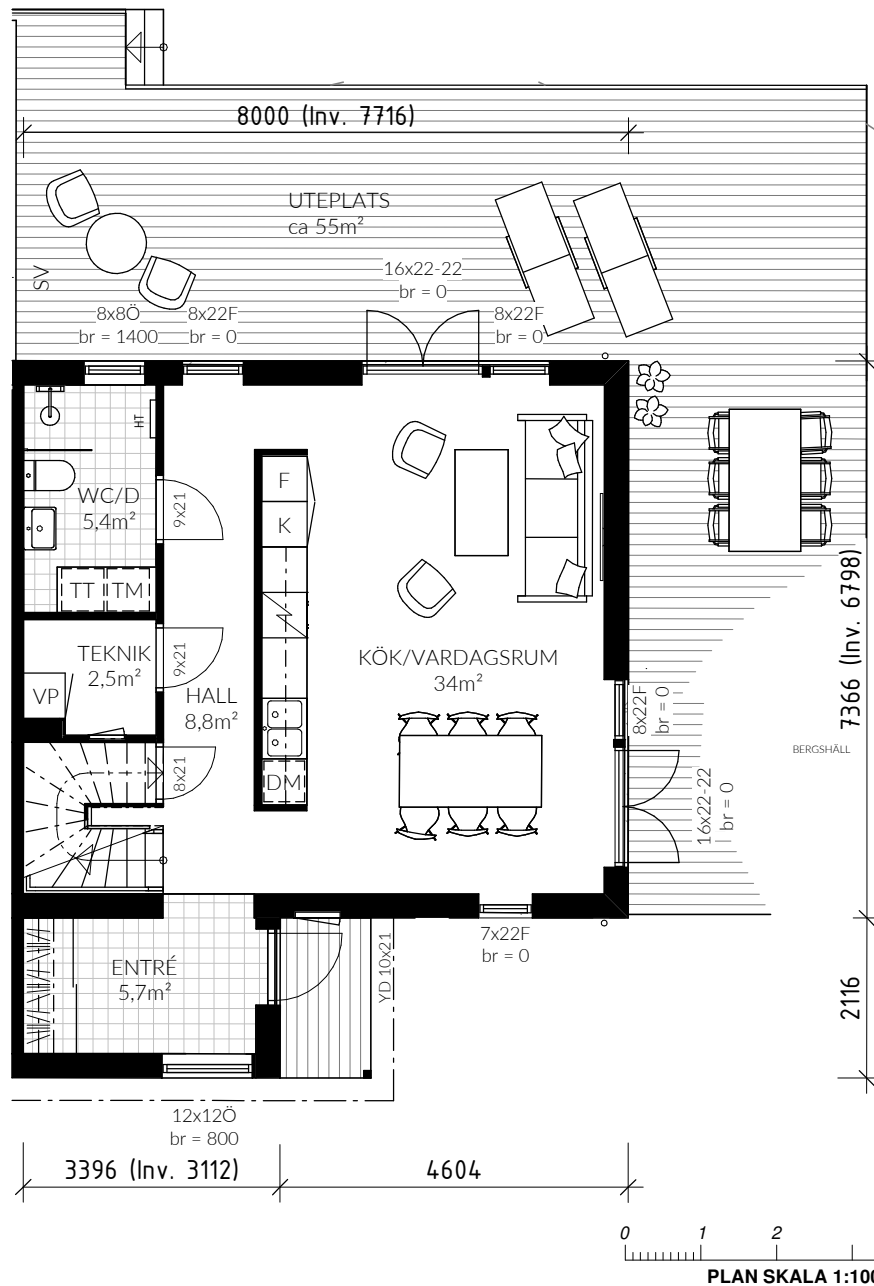 8000 (Inv. 7716)
UTEPLATS
ca 55m²
SV
16x22-22
br = 0
8x8Ö
br = 1400
8x22F
br = 0
8x22F
br = 0
HT
F
K
WC/D
5,4m²
9x21
TT
TM
TEKNIK
2,5m²
9x21
VP
HALL
8,8m²
KÖK/VARDAGSRUM
34m²
8x21
DM
8x22F
br = 0
7366 (Inv. 6798)
BERGSHÄLL
16x22-22
br = 0
7x22F
br = 0
YD 10x21
ENTRÉ
5,7m²
2116
12x12Ö
br = 800
3396 (Inv. 3112)
4604
0
1
2
PLAN SKALA 1:100